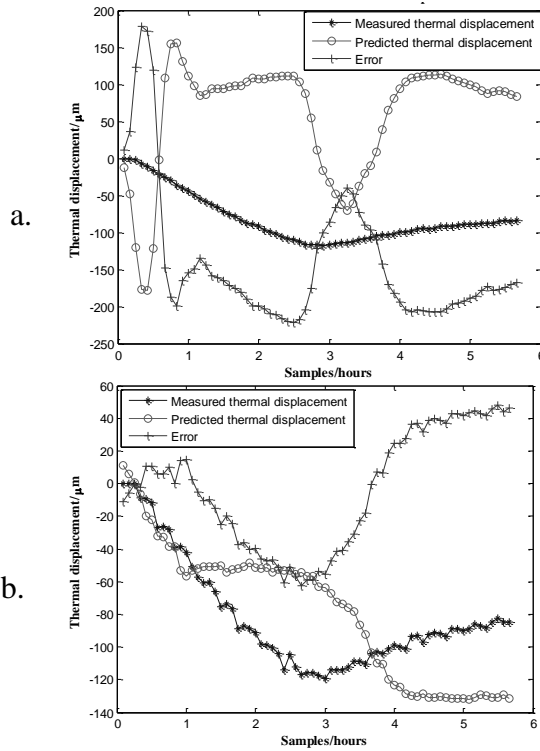 200
150
100
50
0
-50
-100
-150
-200
-250
Thermal displacement/μm
Measured thermal displacement
Predicted thermal displacement
Error
a.
0 1 2 3 4 5 6
Samples/hours
60
40
20
0
-20
-40
-60
-80
-100
-120
-140
Thermal displacement/μm
Measured thermal displacement
Predicted thermal displacement
Error
b.
0 1 2 3 4 5 6
Samples/hours